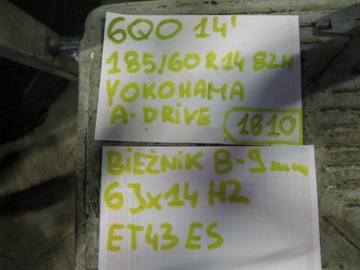 6Q0 14'
185/60 R14 82H
YOKOHAMA
A-DRIVE
1810
BIEŻNIK 8-9mm
6Jx14 H2
ET43 ES